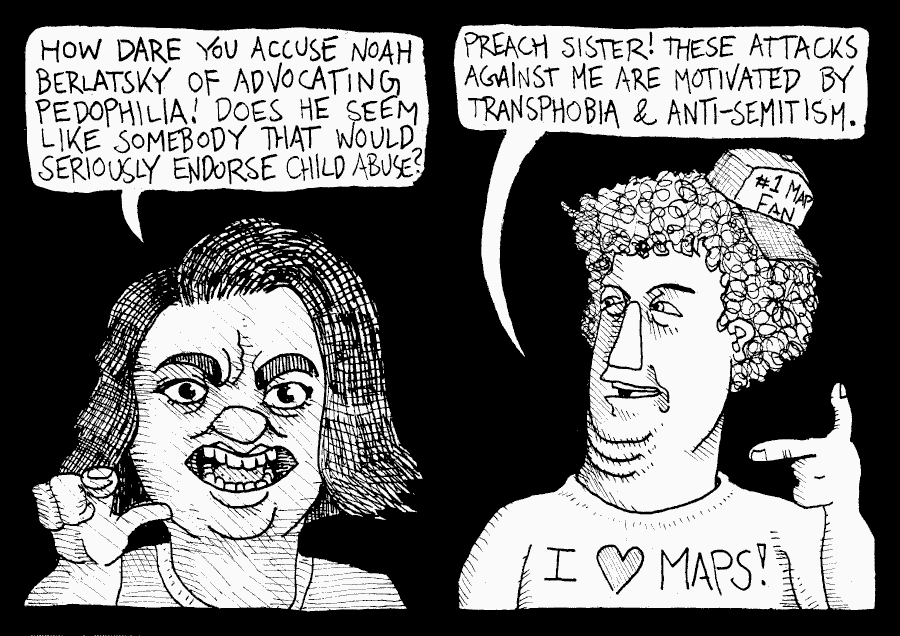 HOW DARE YOU ACCUSE NOAH
BERLATSKY OF ADVOCATING
PEDOPHILIA! DOES HE SEEM
LIKE SOMEBODY THAT WOULD
SERIOUSLY ENDORSE CHILD ABUSE?
PREACH SISTER! THESE ATTACKS
AGAINST ME ARE MOTIVATED BY
TRANSPHOBIA & ANTI-SEMITISM.
#1 MAP
FAN
I ♥ MAPS!